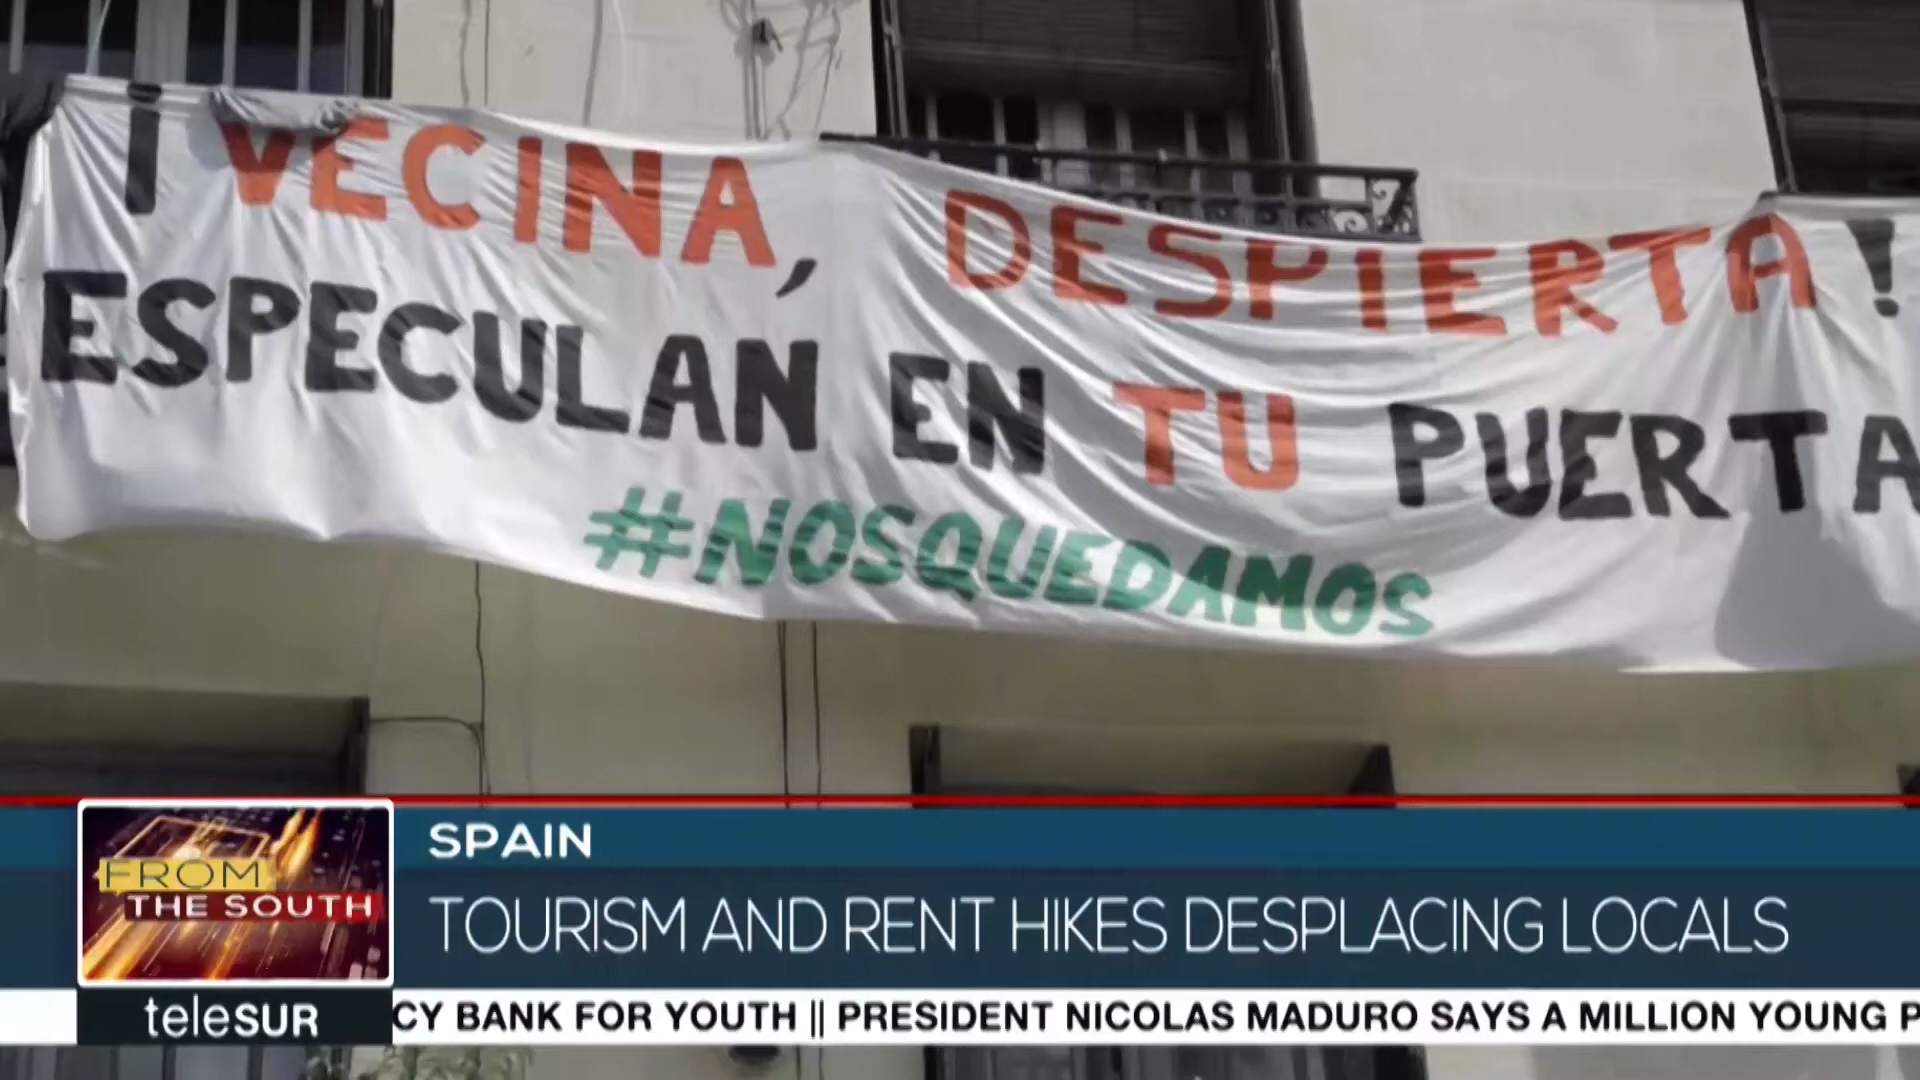 ¡VECINA, DESPIERTA!
ESPECULAN EN TU PUERTA
#NOSQUEDAMOS
SPAIN
FROM
THE SOUTH
TOURISM AND RENT HIKES DESPLACING LOCALS
teleSUR
CY BANK FOR YOUTH || PRESIDENT NICOLAS MADURO SAYS A MILLION YOUNG P